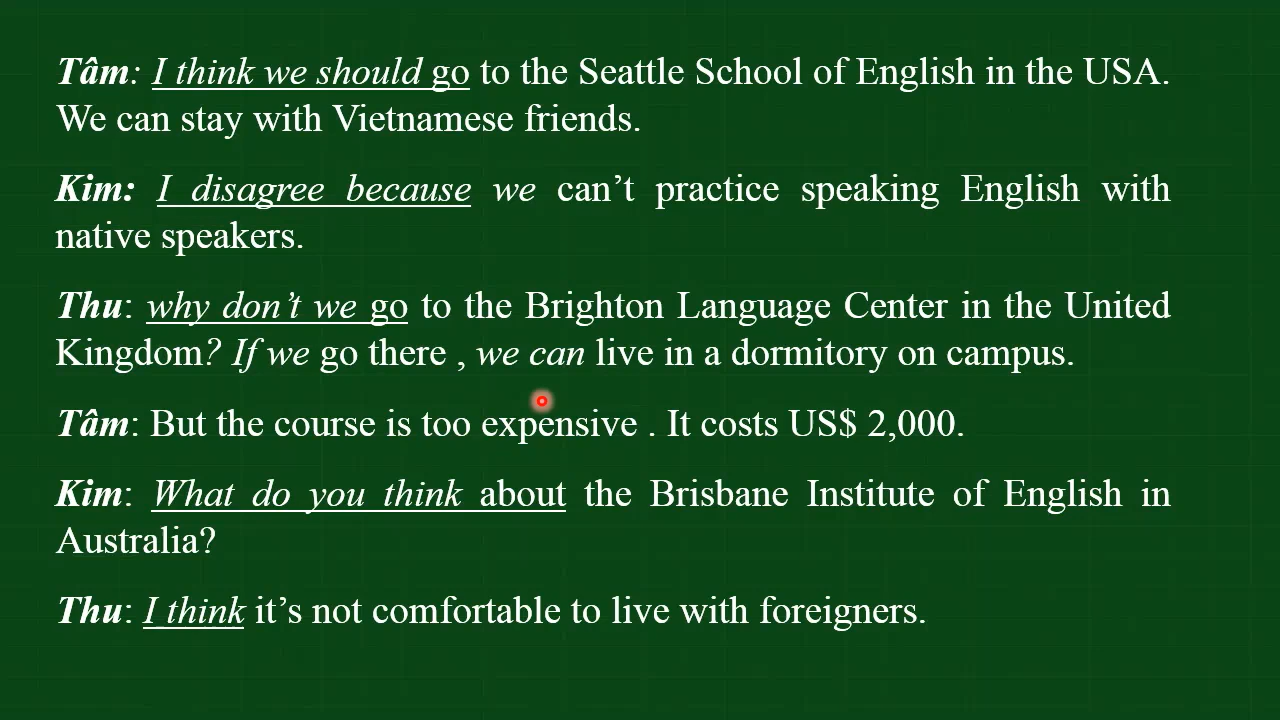 Tâm: I think we should go to the Seattle School of English in the USA.
We can stay with Vietnamese friends.
Kim: I disagree because we can’t practice speaking English with
native speakers.
Thu: why don’t we go to the Brighton Language Center in the United
Kingdom? If we go there , we can live in a dormitory on campus.
Tâm: But the course is too expensive . It costs US$ 2,000.
Kim: What do you think about the Brisbane Institute of English in
Australia?
Thu: I think it’s not comfortable to live with foreigners.